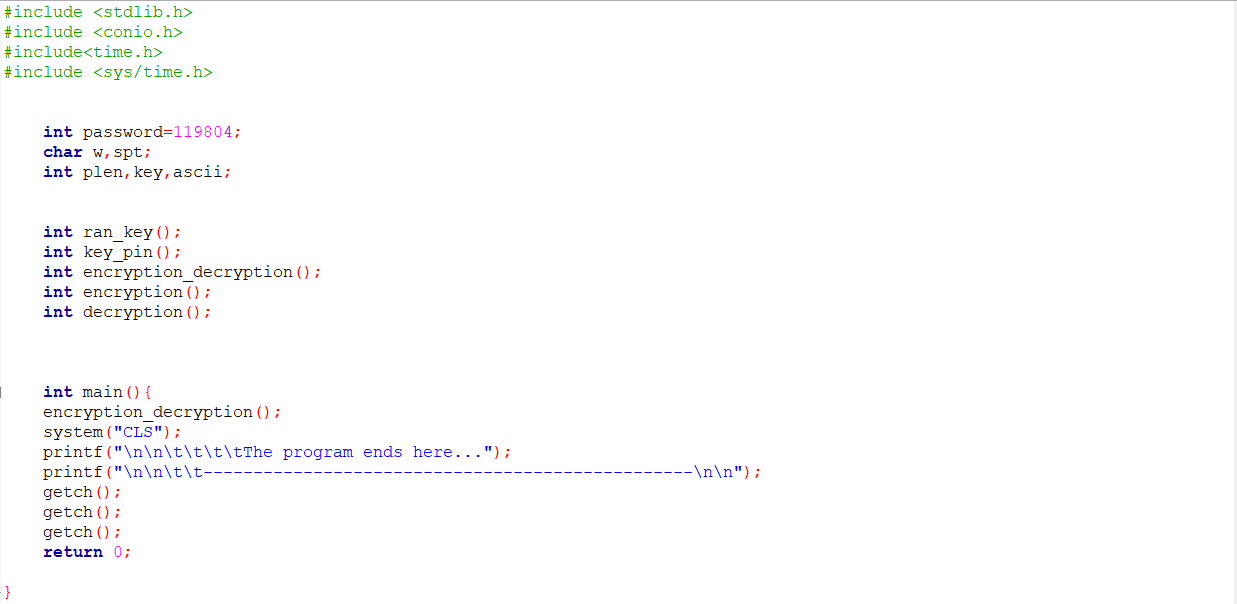 #include <stdlib.h>
#include <conio.h>
#include<time.h>
#include <sys/time.h>
int password=119804;
char w,spt;
int plen,key,ascii;
int ran_key();
int key_pin();
int encryption_decryption();
int encryption();
int decryption();
int main(){
encryption_decryption();
system("CLS");
printf("\n\n\t\t\t\tThe program ends here...");
printf("\n\n\t\t-------------------------------------------------\n\n");
getch();
getch();
getch();
return 0;
}